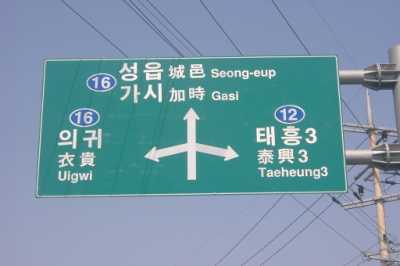 16 성읍 城邑 Seong-eup
가시 加時 Gasi
16
의귀
衣貴
Uigwi
12
태흥3
泰興3
Taeheung3